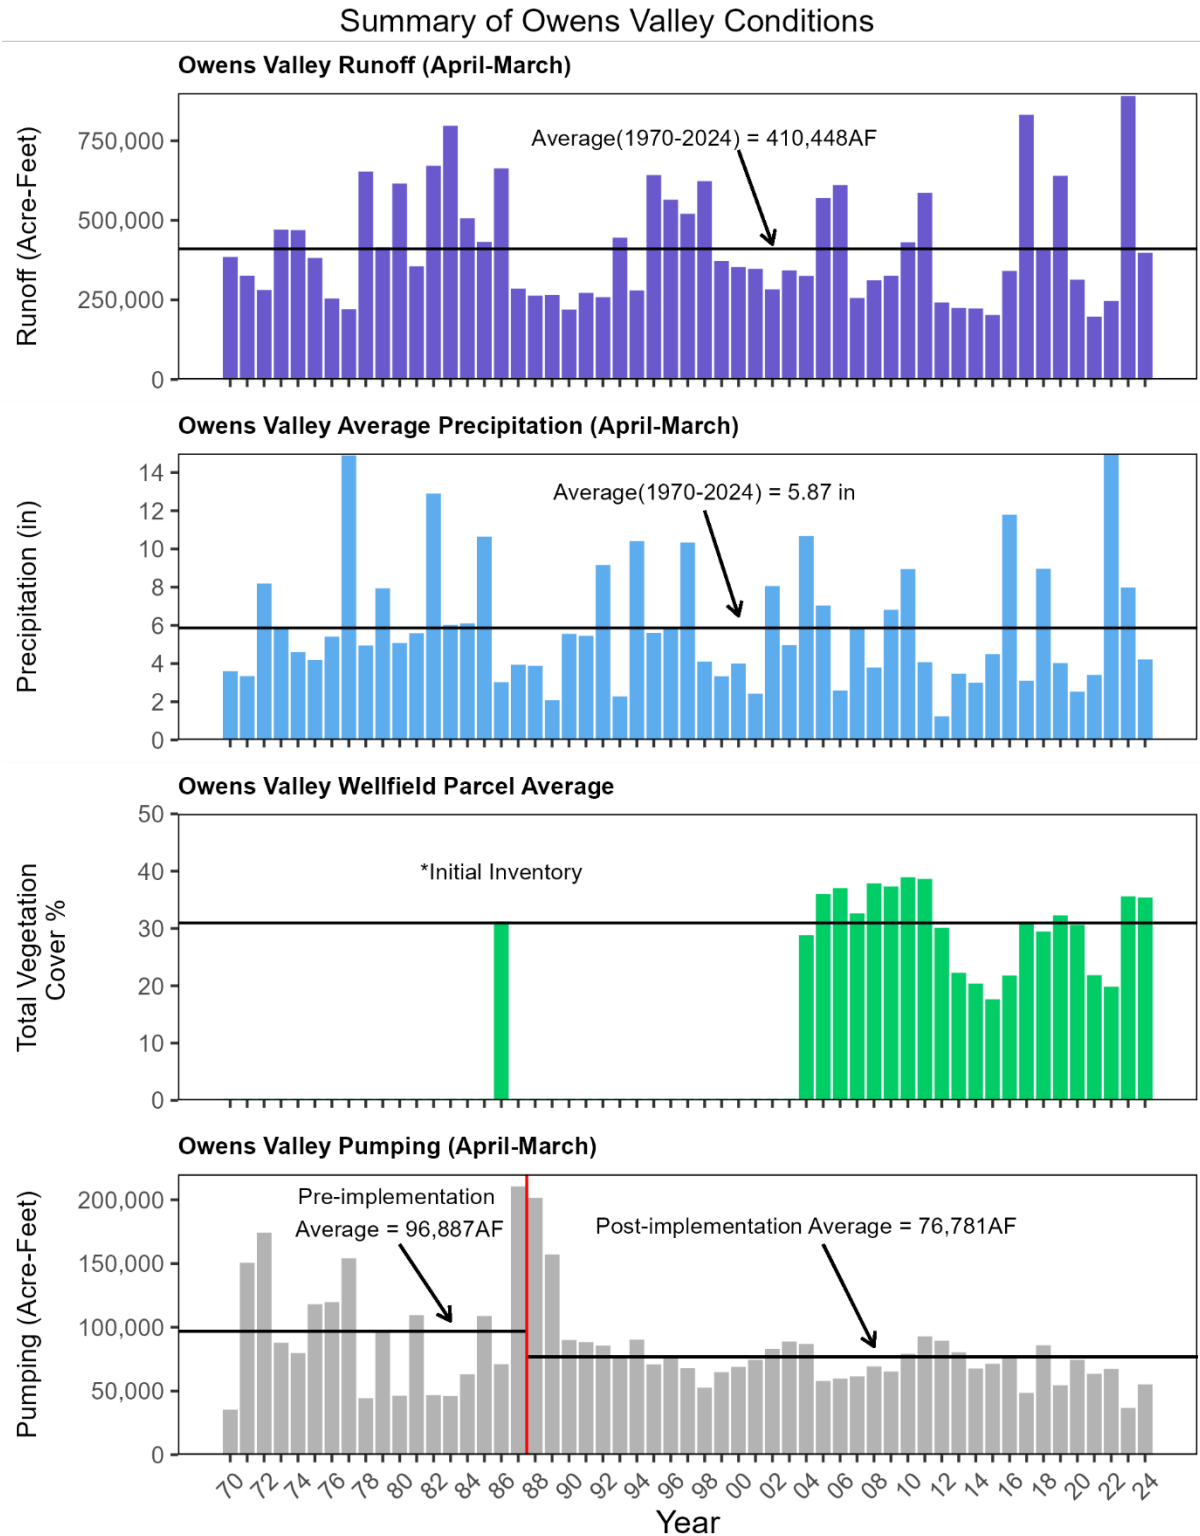 Summary of Owens Valley Conditions
Owens Valley Runoff (April-March)
Runoff (Acre-Feet)
750,000
500,000
250,000
0
Average(1970-2024) = 410,448AF
Owens Valley Average Precipitation (April-March)
Precipitation (in)
14
12
10
8
6
4
2
0
Average(1970-2024) = 5.87 in
Owens Valley Wellfield Parcel Average
Total Vegetation
Cover %
50
40
30
20
10
0
*Initial Inventory
Owens Valley Pumping (April-March)
Pumping (Acre-Feet)
200,000
150,000
100,000
50,000
0
Pre-implementation
Average = 96,887AF
Post-implementation Average = 76,781AF
70 72 74 76 78 80 82 84 86 88 90 92 94 96 98 00 02 04 06 08 10 12 14 16 18 20 22 24
Year